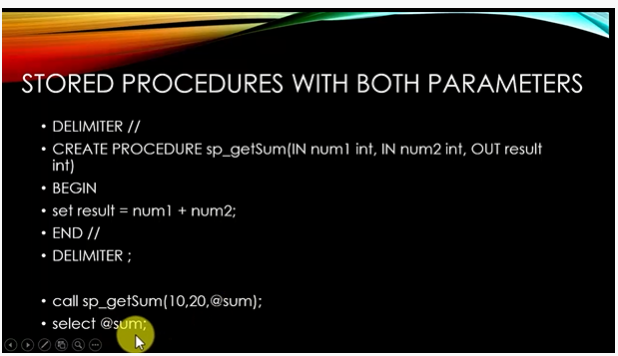 STORED PROCEDURES WITH BOTH PARAMETERS
• DELIMITER //
• CREATE PROCEDURE sp_getSum(IN num1 int, IN num2 int, OUT result
int)
• BEGIN
• set result = num1 + num2;
• END //
• DELIMITER ;
• call sp_getSum(10,20,@sum);
• select @sum;